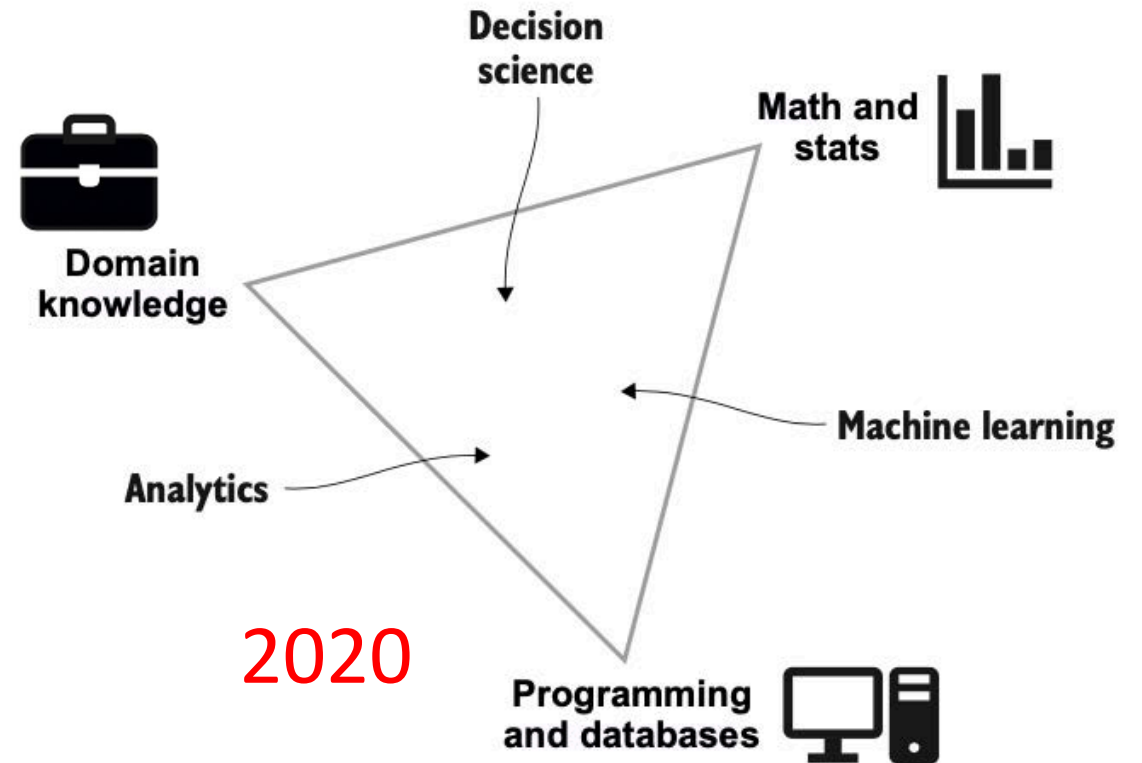 Decision
science
Math and
stats
Domain
knowledge
Machine learning
Analytics
2020
Programming
and databases